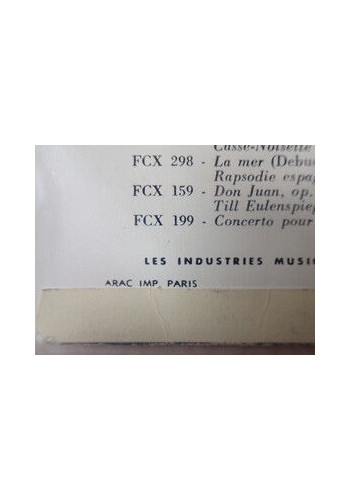 Casse-Noisette
FCX 298 - La mer (Debu
Rapsodie espag
FCX 159 - Don Juan, op.
Till Eulenspieg
FCX 199 - Concerto pour
LES INDUSTRIES MUSIC
ARAC IMP. PARIS